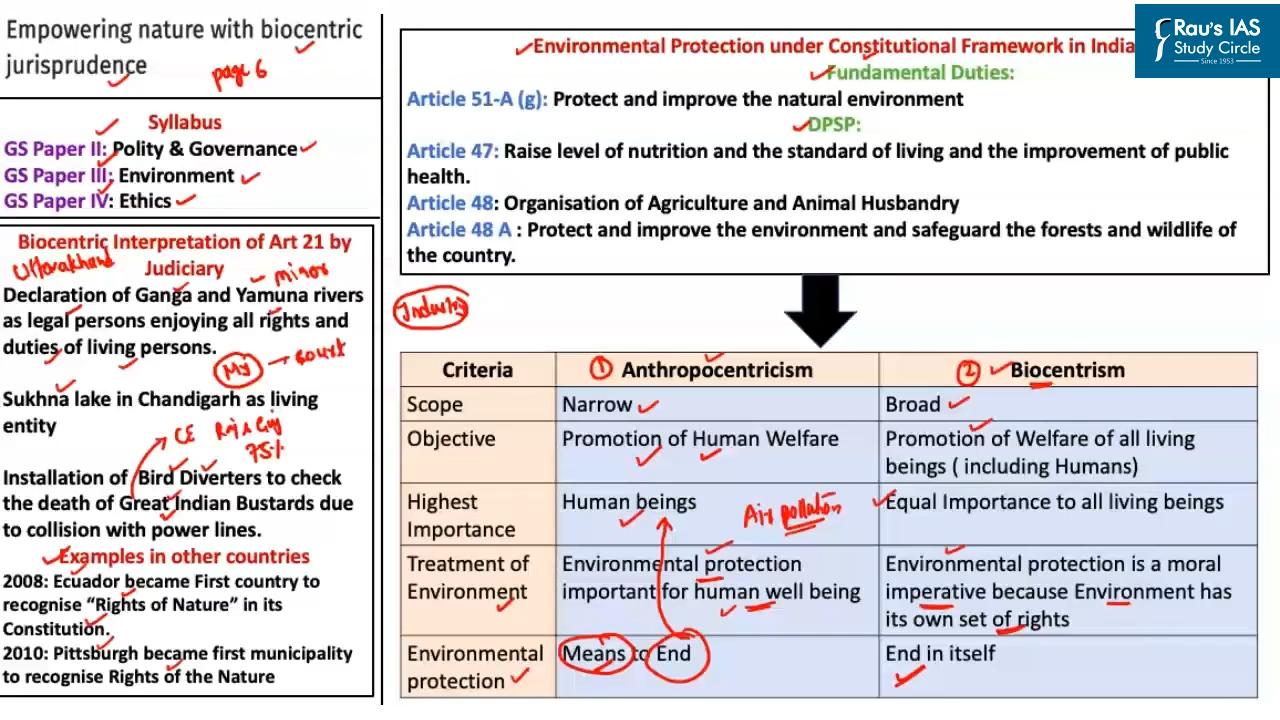 Empowering nature with biocentric
jurisprudence
page 6
Syllabus
GS Paper II: Polity & Governance
GS Paper III: Environment
GS Paper IV: Ethics
Biocentric Interpretation of Art 21 by
Uttarakhand
Judiciary
minor
Declaration of Ganga and Yamuna rivers
as legal persons enjoying all rights and
duties of living persons.
court
Sukhna lake in Chandigarh as living
entity
CE Raj & Guj
75%
Installation of Bird Diverters to check
the death of Great Indian Bustards due
to collision with power lines.
Examples in other countries
2008: Ecuador became First country to
recognise “Rights of Nature” in its
Constitution.
2010: Pittsburgh became first municipality
to recognise Rights of the Nature
Rau's IAS
Study Circle
Since 1953
Environmental Protection under Constitutional Framework in India
Fundamental Duties:
Article 51-A (g): Protect and improve the natural environment
DPSP:
Article 47: Raise level of nutrition and the standard of living and the improvement of public
health.
Article 48: Organisation of Agriculture and Animal Husbandry
Article 48 A : Protect and improve the environment and safeguard the forests and wildlife of
the country.
Industry
Criteria 1 Anthropocentricism 2 Biocentrism
Scope Narrow Broad
Objective Promotion of Human Welfare Promotion of Welfare of all living
beings ( including Humans)
Highest Human beings Equal Importance to all living beings
Importance Air pollution
Treatment of Environmental protection Environmental protection is a moral
Environment important for human well being imperative because Environment has
its own set of rights
Environmental Means to End End in itself
protection